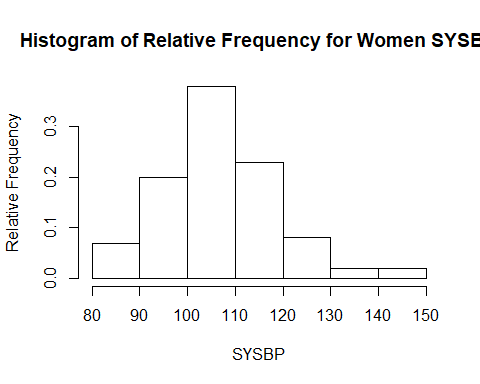 Histogram of Relative Frequency for Women SYSE
Relative Frequency
0.3
0.2
0.1
0.0
80 90 100 110 120 130 140 150
SYSBP